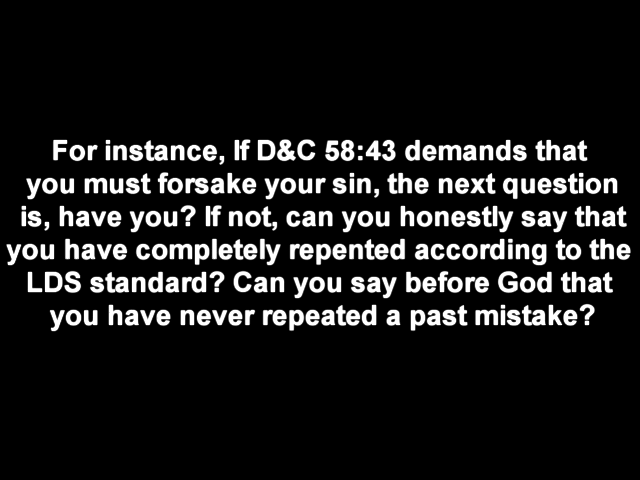 For instance, If D&C 58:43 demands that
you must forsake your sin, the next question
is, have you? If not, can you honestly say that
you have completely repented according to the
LDS standard? Can you say before God that
you have never repeated a past mistake?